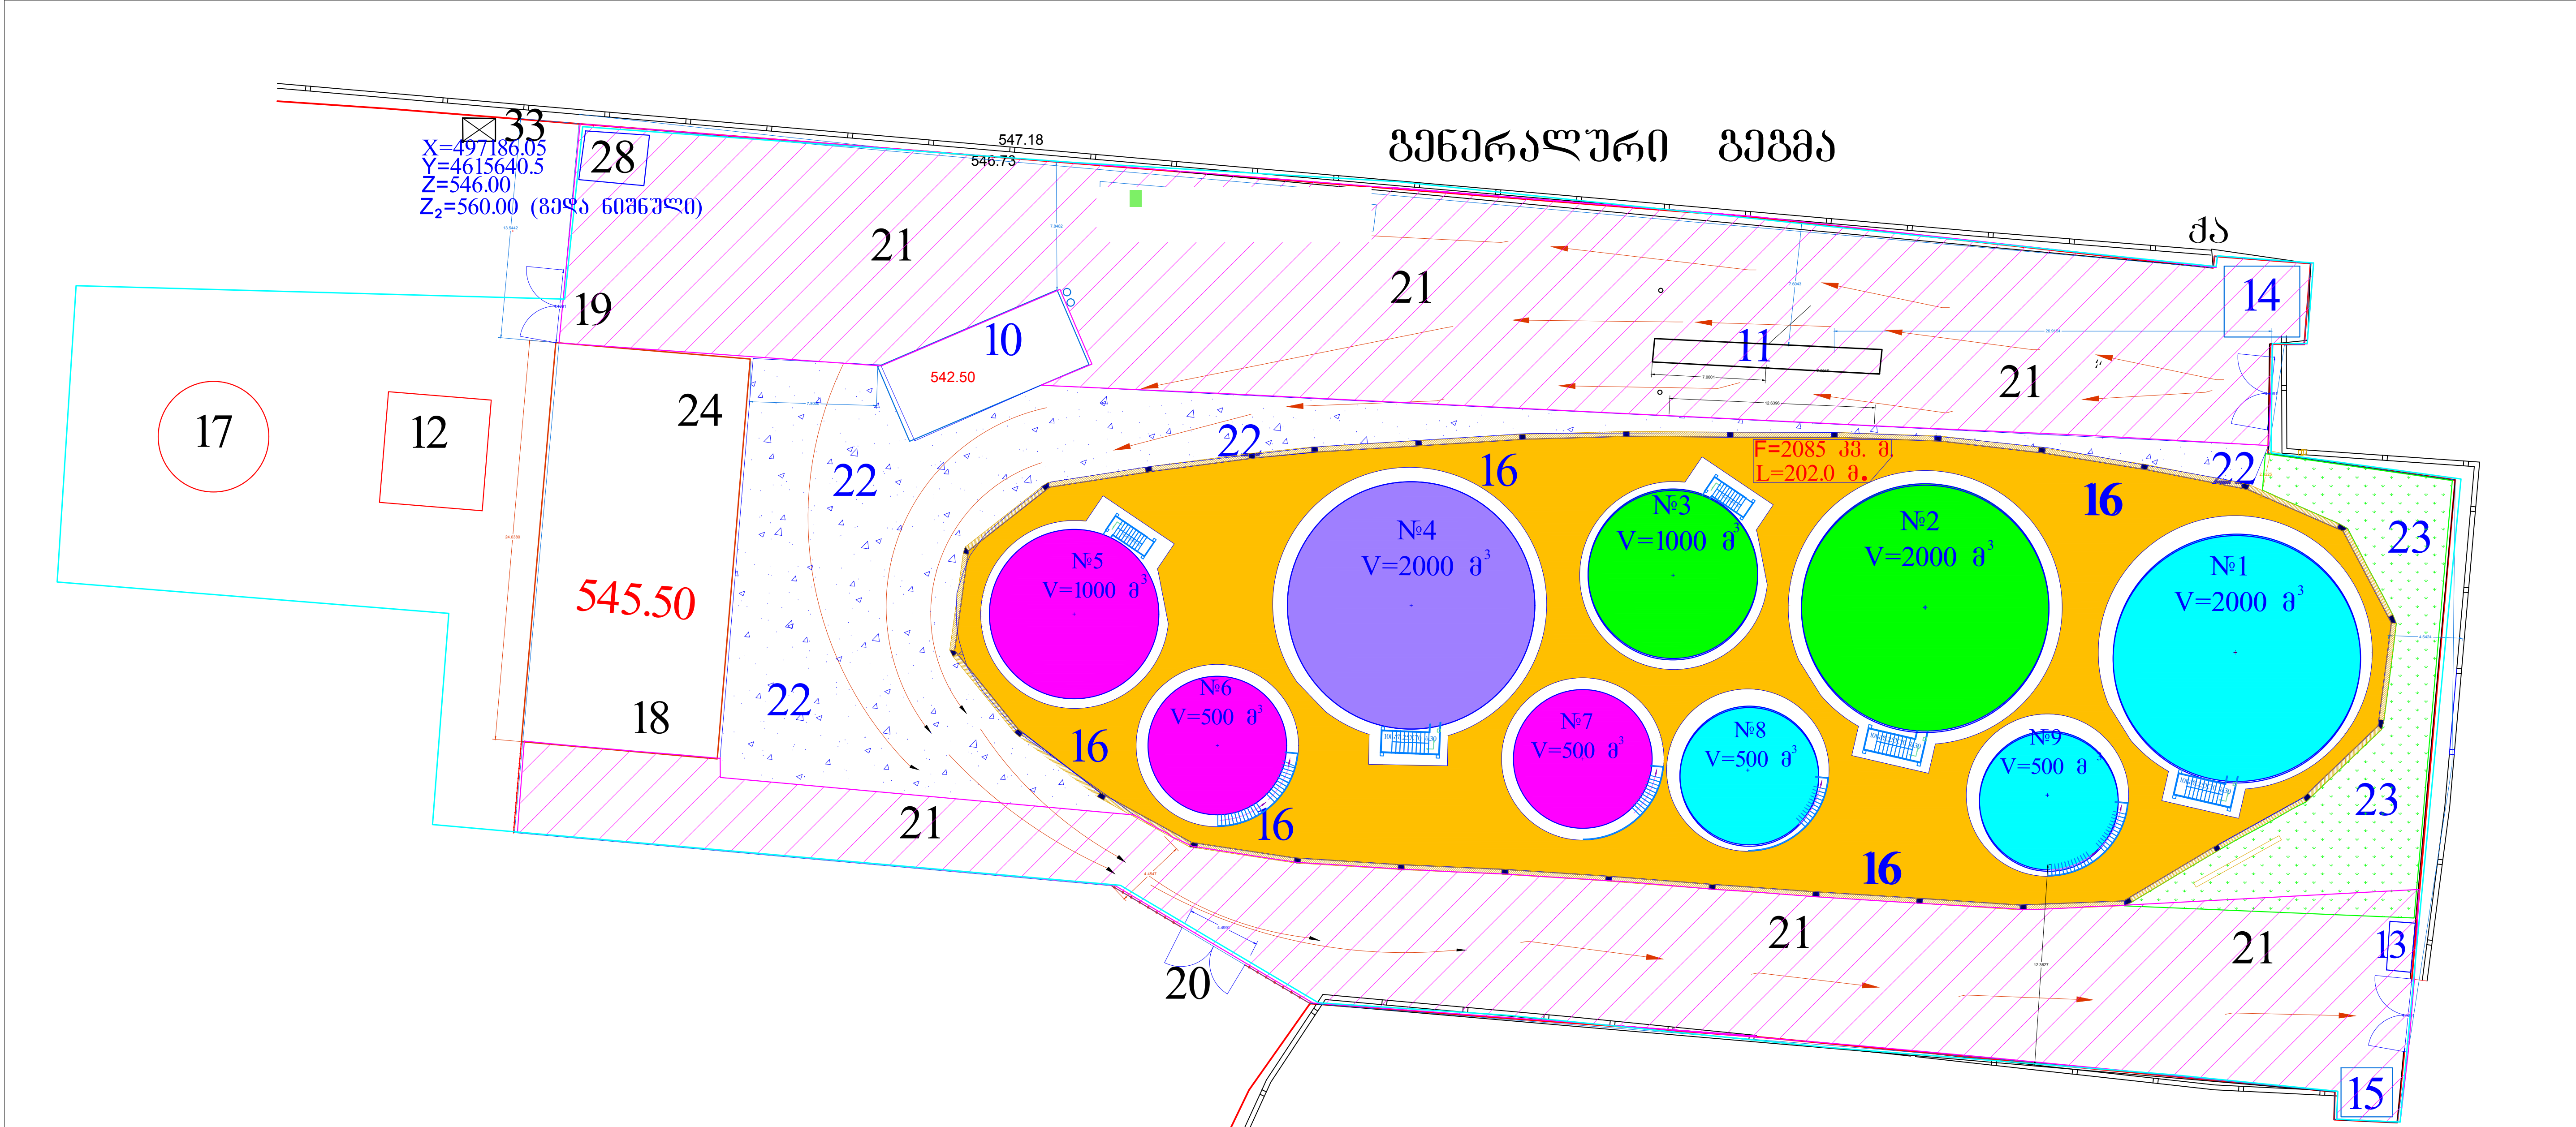 გენერალური გეგმა
33
X=497186.05
Y=4615640.5
Z=546.00
Z₂=560.00 (ზედა ნიშნული)
28
547.18
546.73
ქა
21
21
19
14
10
11
542.50
21
24
17
12
22
22
16
F=2085 კვ. მ.
L=202.0 მ.
22
16
23
№5
V=1000 მ³
№4
V=2000 მ³
№3
V=1000 მ³
№2
V=2000 მ³
№1
V=2000 მ³
545.50
18
22
16
№6
V=500 მ³
№7
V=500 მ³
№8
V=500 მ³
№9
V=500 მ³
23
21
16
16
21
21
13
20
15